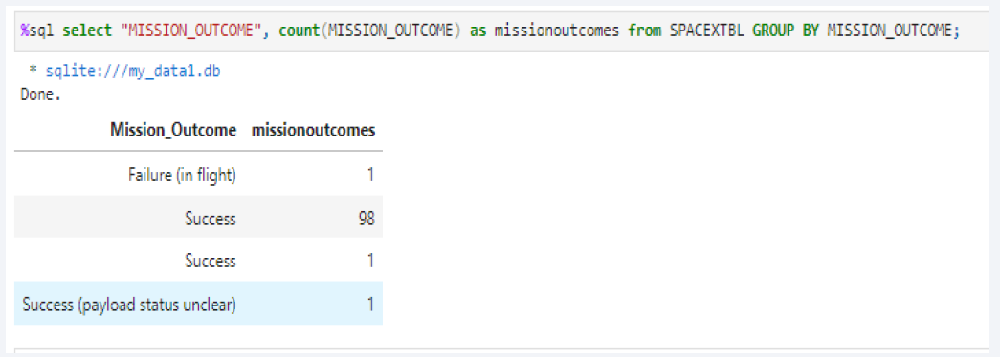 %sql select "MISSION_OUTCOME", count(MISSION_OUTCOME) as missionoutcomes from SPACEXTBL GROUP BY MISSION_OUTCOME;
* sqlite:///my_data1.db
Done.
Mission_Outcome missionoutcomes
Failure (in flight) 1
Success 98
Success 1
Success (payload status unclear) 1